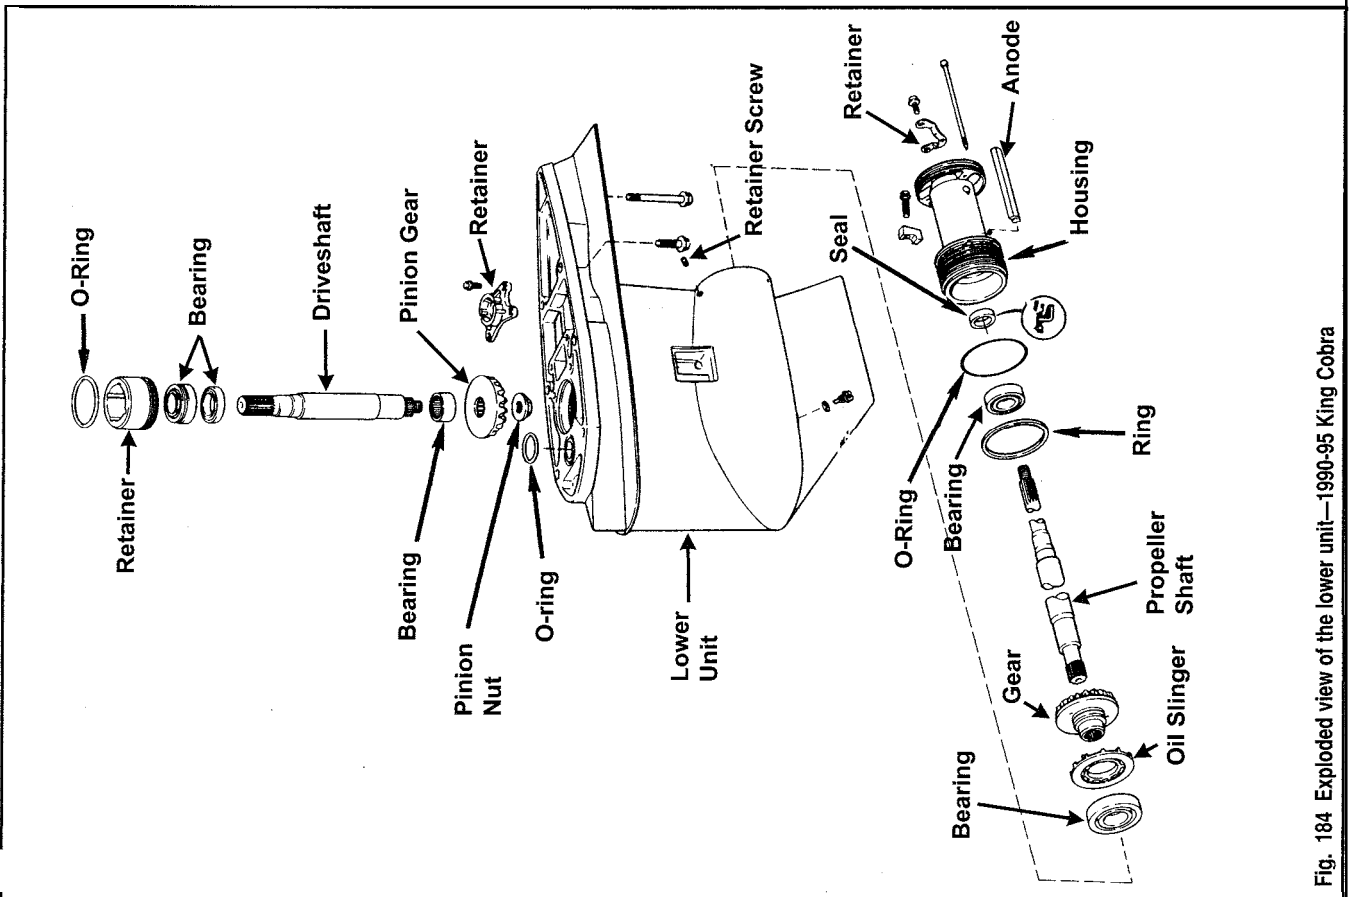 O-Ring
Bearing
Driveshaft
Pinion Gear
Retainer
Retainer Screw
Retainer
Anode
Seal
Housing
Retainer
Bearing
Pinion
Nut
O-ring
Lower
Unit
O-Ring
Bearing
Ring
Propeller
Shaft
Gear
Oil Slinger
Bearing
Fig. 184 Exploded view of the lower unit—1990-95 King Cobra